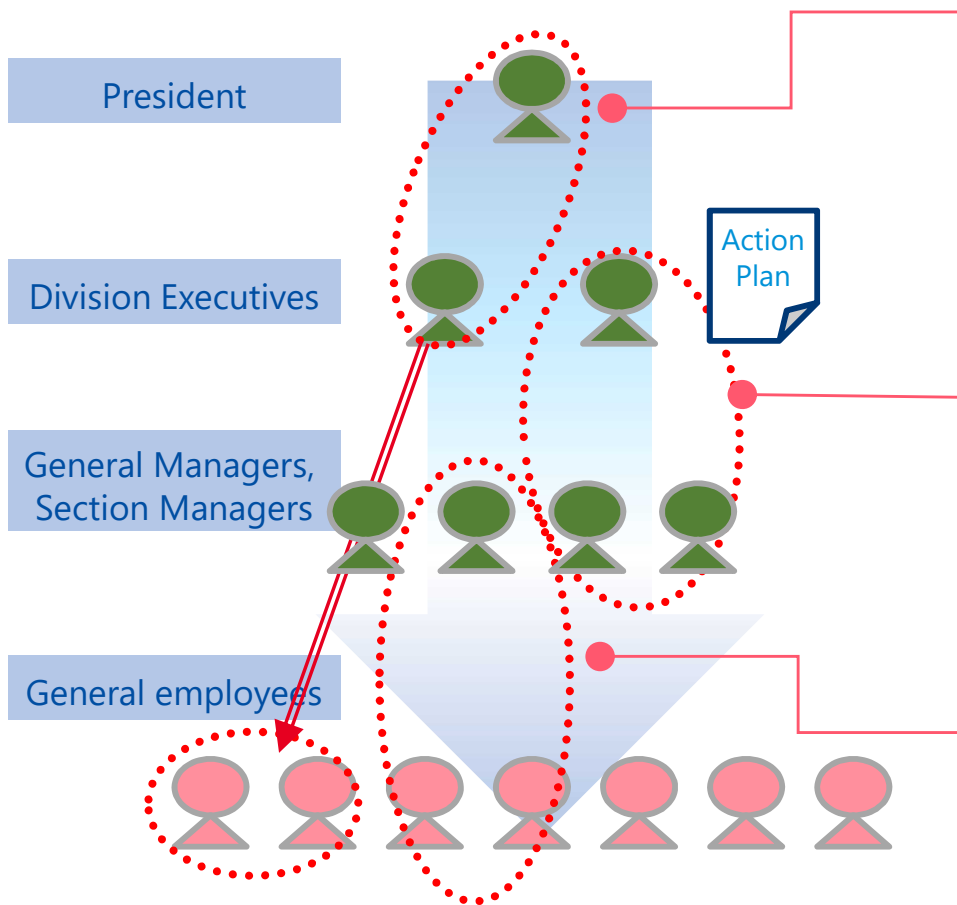 President
Action
Plan
Division Executives
General Managers,
Section Managers
General employees